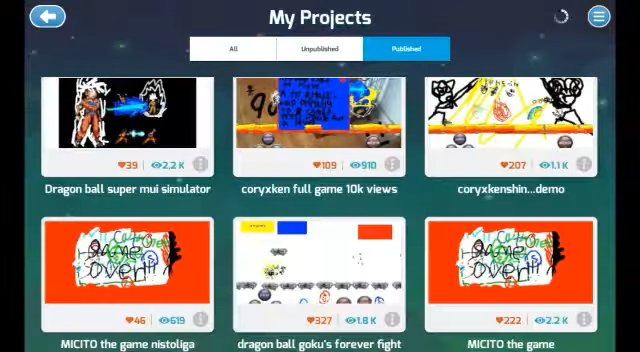 My Projects
All
Unpublished
Published
39
2.2 K
109
910
207
1.1 K
Dragon ball super mui simulator
coryxken full game 10k views
coryxkenshin...demo
GAME
OVER!!!
GAME
OVER!!!
46
619
327
1.8 K
222
2.2 K
MICITO the game nistoliga
dragon ball goku's forever fight
MICITO the game